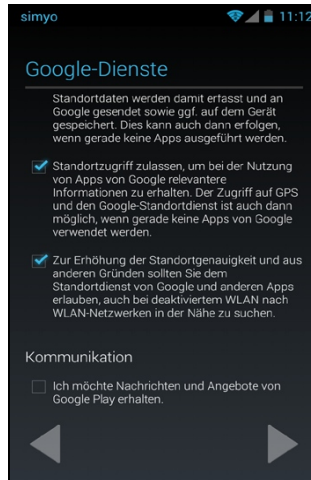 simyo 11:12
Google-Dienste
Standortdaten werden damit erfasst und an
Google gesendet sowie ggf. auf dem Gerät
gespeichert. Dies kann auch dann erfolgen,
wenn gerade keine Apps ausgeführt werden.
Standortzugriff zulassen, um bei der Nutzung
von Apps von Google relevantere
Informationen zu erhalten. Der Zugriff auf GPS
und den Google-Standortdienst ist auch dann
möglich, wenn gerade keine Apps von Google
verwendet werden.
Zur Erhöhung der Standortgenauigkeit und aus
anderen Gründen sollten Sie dem
Standortdienst von Google und anderen Apps
erlauben, auch bei deaktiviertem WLAN nach
WLAN-Netzwerken in der Nähe zu suchen.
Kommunikation
Ich möchte Nachrichten und Angebote von
Google Play erhalten.